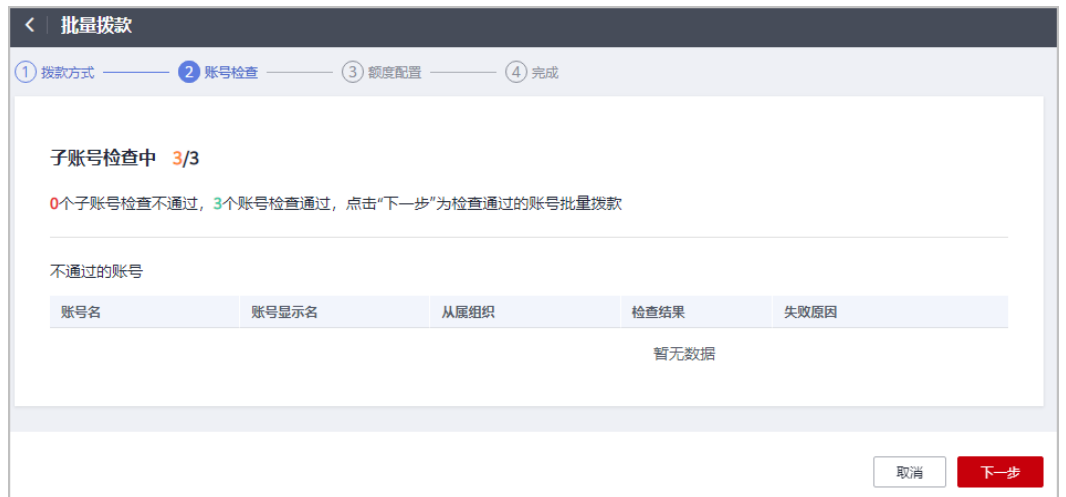 批量拨款
1 拨款方式 2 账号检查 3 额度配置 4 完成
子账号检查中 3/3
0个子账号检查不通过，3个账号检查通过，点击“下一步”为检查通过的账号批量拨款
不通过的账号
账号名 账号显示名 从属组织 检查结果 失败原因
暂无数据
取消 下一步